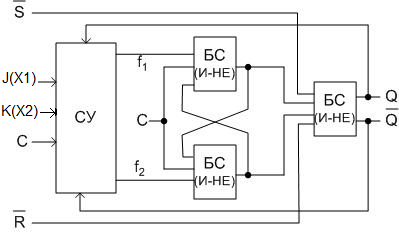 S̅
J(X1)
K(X2)
C
R̅
СУ
f₁
f₂
C
БС
(И-НЕ)
БС
(И-НЕ)
БС
(И-НЕ)
Q
Q̅